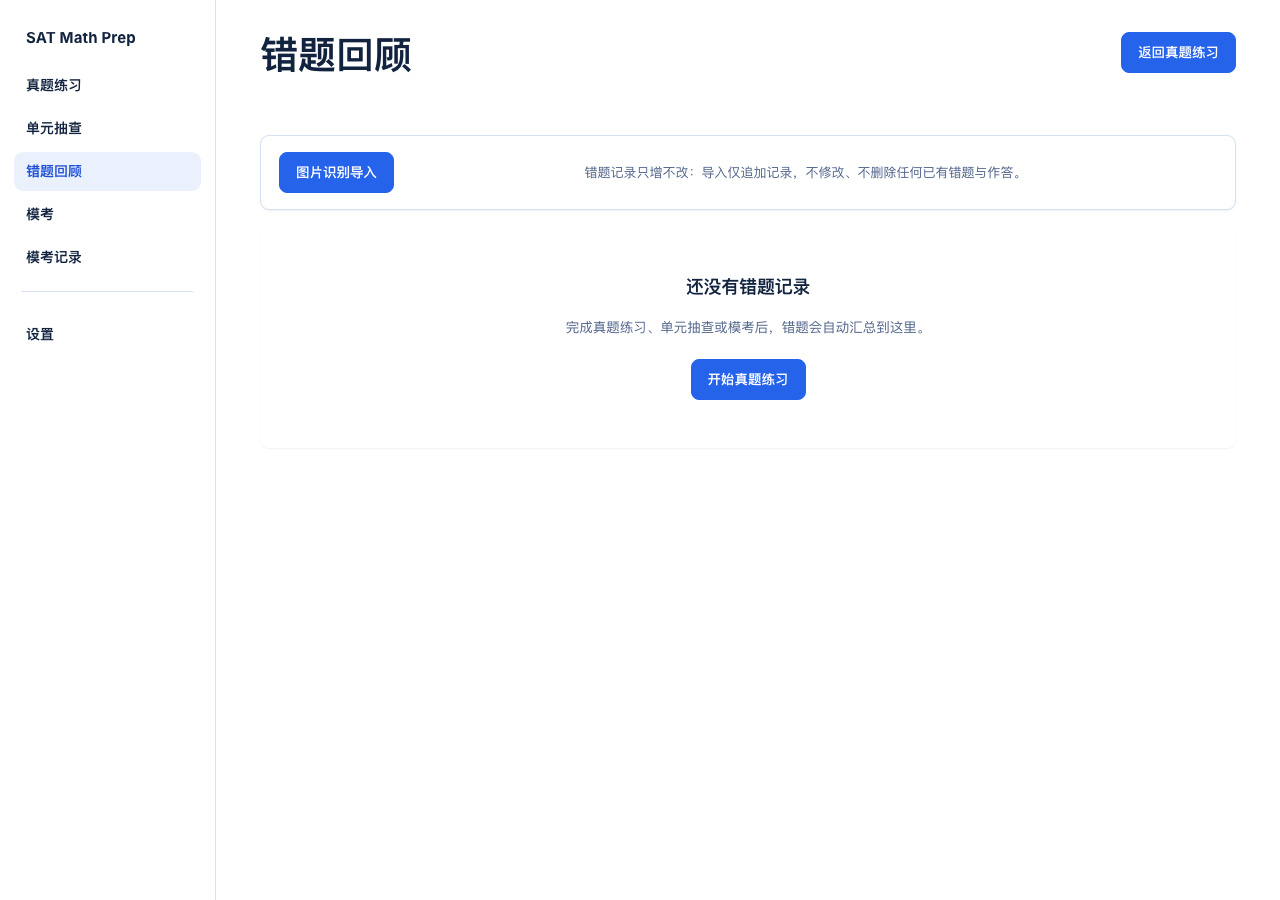 SAT Math Prep
真题练习
单元抽查
错题回顾
模考
模考记录
设置
错题回顾
返回真题练习
图片识别导入
错题记录只增不改：导入仅追加记录，不修改、不删除任何已有错题与作答。
还没有错题记录
完成真题练习、单元抽查或模考后，错题会自动汇总到这里。
开始真题练习